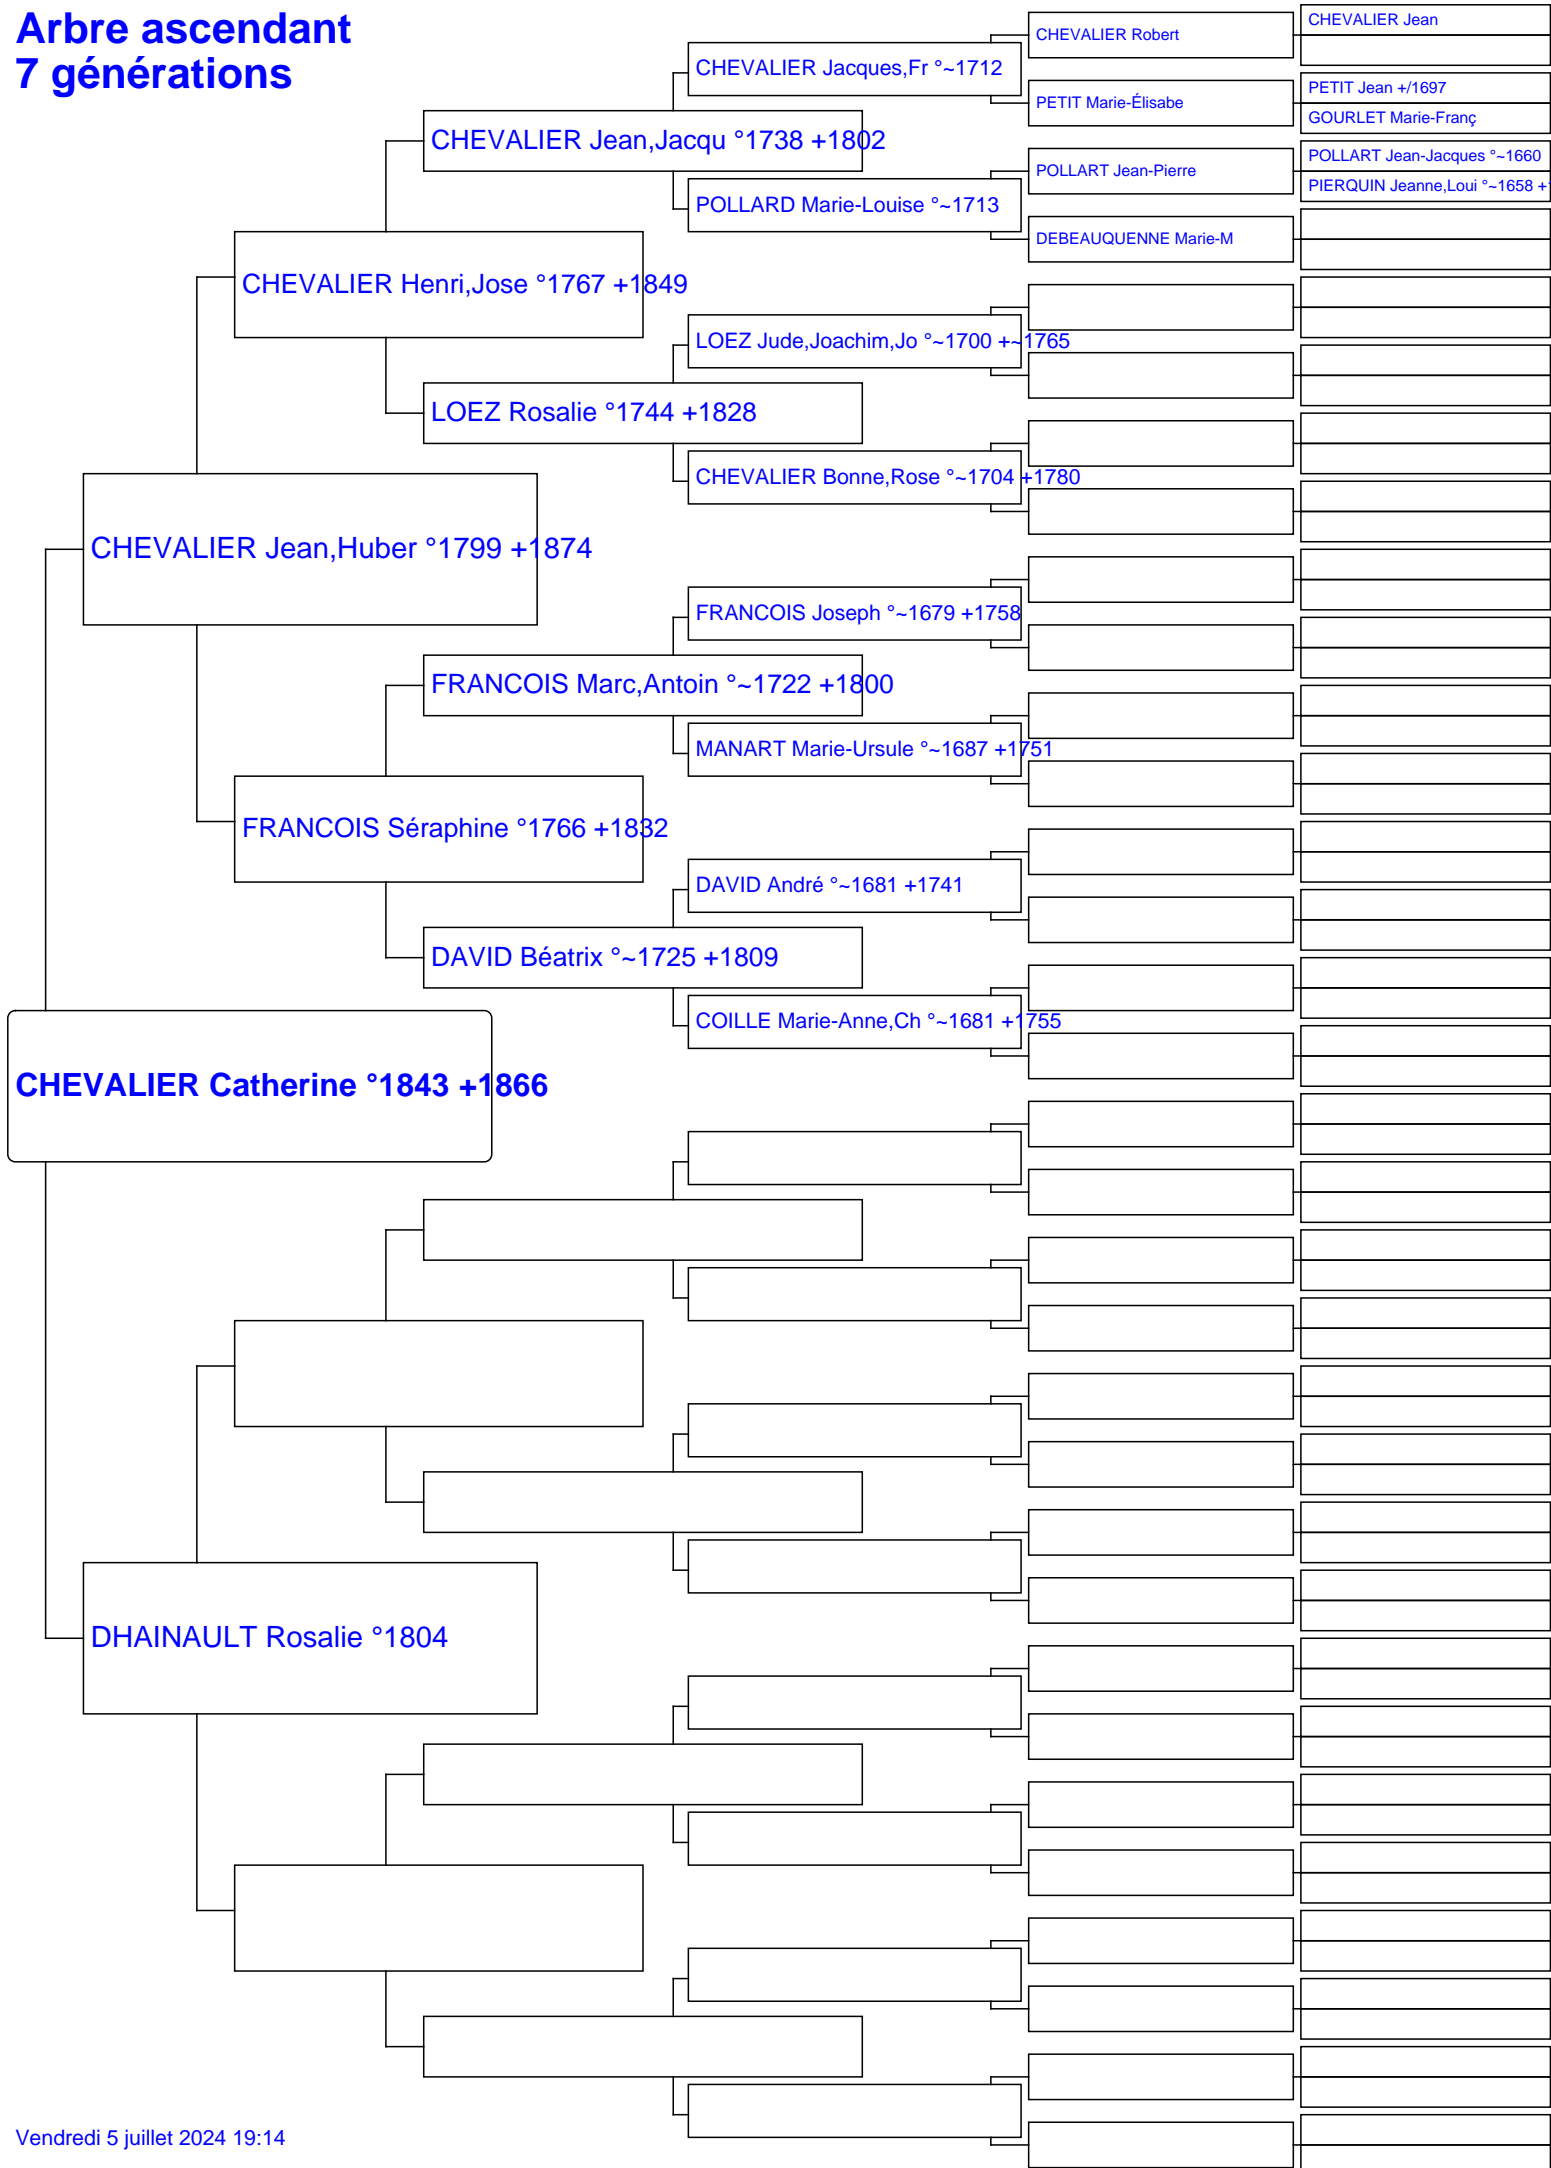 Arbre ascendant
7 générations
CHEVALIER Jean
CHEVALIER Robert
CHEVALIER Jacques,Fr °~1712
PETIT Jean +/1697
PETIT Marie-Élisabe
GOURLET Marie-Franç
CHEVALIER Jean,Jacqu °1738 +1802
POLLART Jean-Jacques °~1660
POLLART Jean-Pierre
PIERQUIN Jeanne,Loui °~1658 +
POLLARD Marie-Louise °~1713
DEBEAUQUENNE Marie-M
CHEVALIER Henri,Jose °1767 +1849
LOEZ Jude,Joachim,Jo °~1700 +~1765
LOEZ Rosalie °1744 +1828
CHEVALIER Bonne,Rose °~1704 +1780
CHEVALIER Jean,Huber °1799 +1874
FRANCOIS Joseph °~1679 +1758
FRANCOIS Marc,Antoin °~1722 +1800
MANART Marie-Ursule °~1687 +1751
FRANCOIS Séraphine °1766 +1832
DAVID André °~1681 +1741
DAVID Béatrix °~1725 +1809
COILLE Marie-Anne,Ch °~1681 +1755
CHEVALIER Catherine °1843 +1866
DHAINAULT Rosalie °1804
Vendredi 5 juillet 2024 19:14